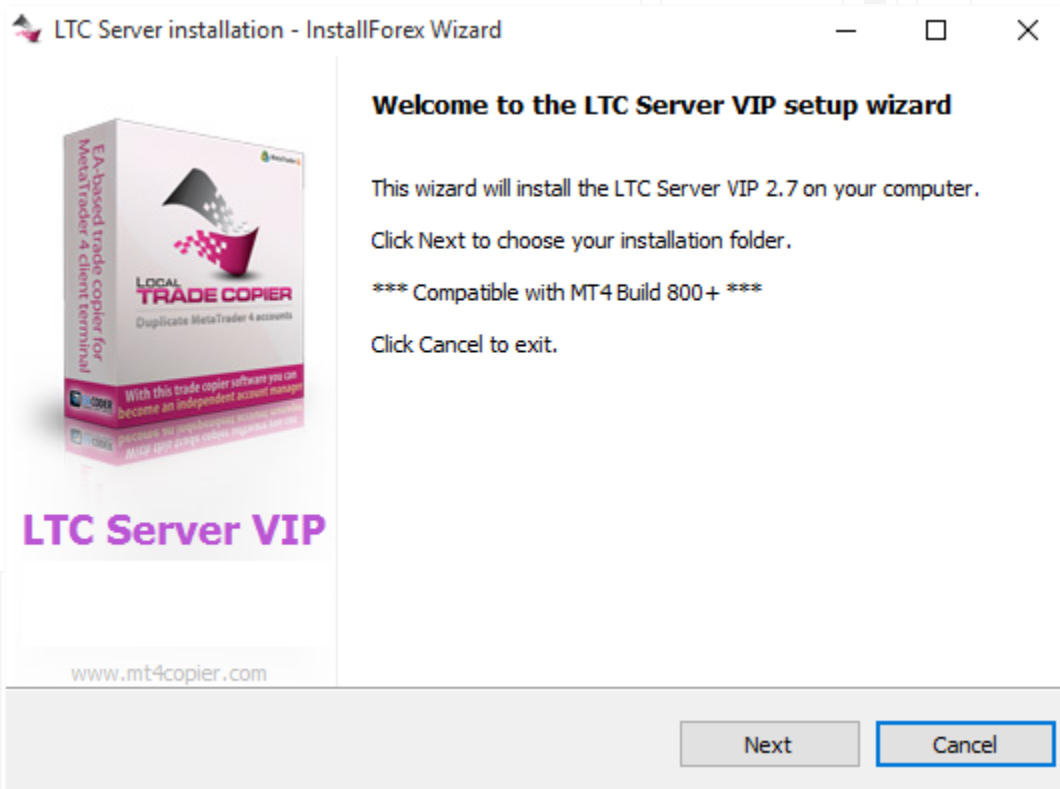 LTC Server installation - InstallForex Wizard
Welcome to the LTC Server VIP setup wizard
This wizard will install the LTC Server VIP 2.7 on your computer.
Click Next to choose your installation folder.
*** Compatible with MT4 Build 800+ ***
Click Cancel to exit.
EA-based trade copier for
MetaTrader 4 client terminal
MetaTrader
LOCAL
TRADE COPIER
Duplicate MetaTrader 4 accounts
With this trade copier software you can
become an independent account manager
LTC Server VIP
www.mt4copier.com
Next
Cancel